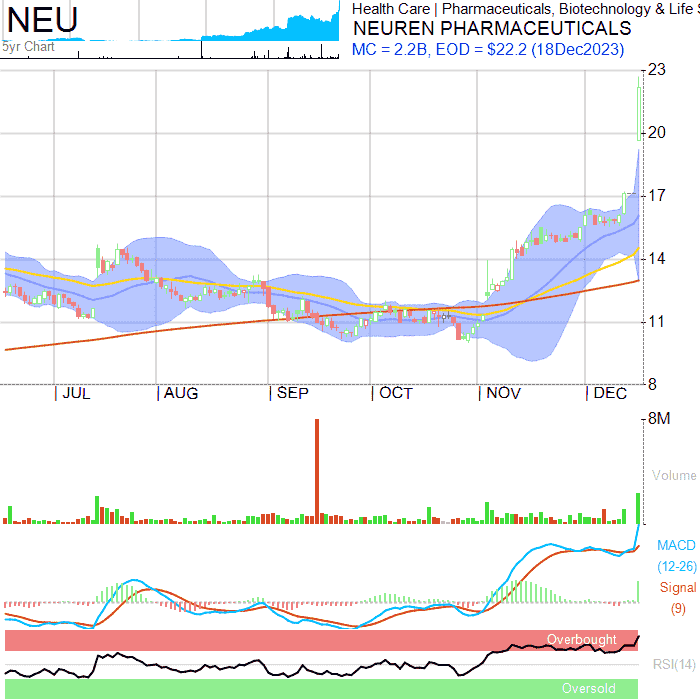 NEU
5yr Chart
Health Care | Pharmaceuticals, Biotechnology & Life S
NEUREN PHARMACEUTICALS
MC = 2.2B, EOD = $22.2 (18Dec2023)
23
20
17
14
11
8
JUL AUG SEP OCT NOV DEC
8M
Volume
MACD
(12-26)
Signal
(9)
Overbought
RSI(14)
Oversold